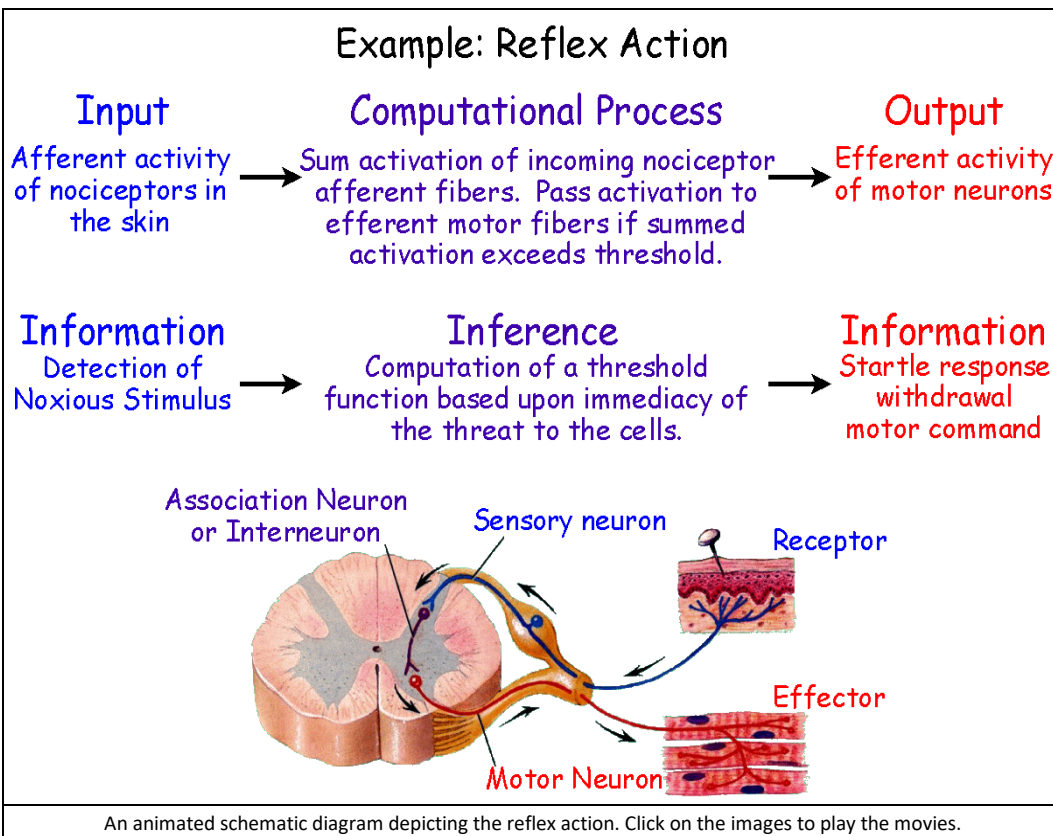 Example: Reflex Action
Input
Computational Process
Output
Afferent activity
of nociceptors in
the skin
Sum activation of incoming nociceptor
afferent fibers. Pass activation to
efferent motor fibers if summed
activation exceeds threshold.
Efferent activity
of motor neurons
Information
Inference
Information
Detection of
Noxious Stimulus
Computation of a threshold
function based upon immediacy of
the threat to the cells.
Startle response
withdrawal
motor command
Association Neuron
or Interneuron
Sensory neuron
Receptor
Effector
Motor Neuron
An animated schematic diagram depicting the reflex action. Click on the images to play the movies.